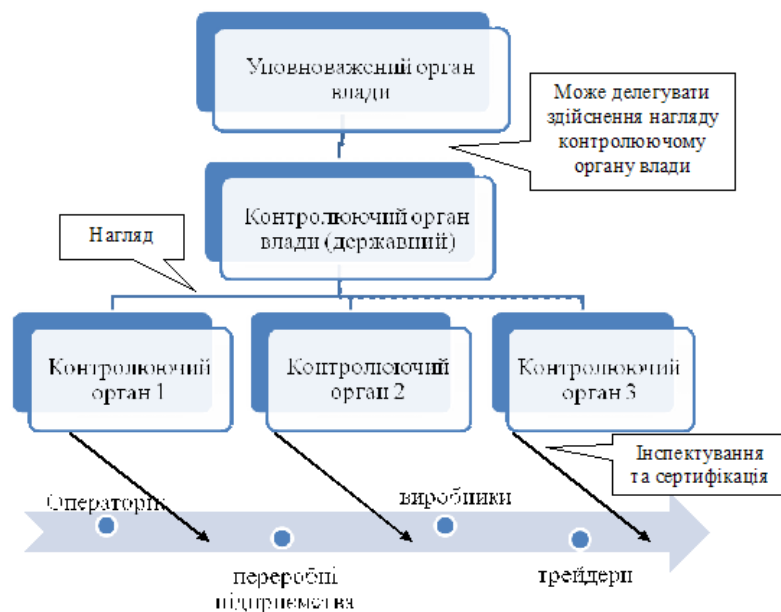 Уповноважений орган
влади
Може делегувати
здійснення нагляду
контролюючому
органу влади
Контролюючий орган
влади (державний)
Нагляд
Контролюючий
орган 1
Контролюючий
орган 2
Контролюючий
орган 3
Інспектування
та сертифікація
Оператори:
виробники
переробні
підприємства
трейдери